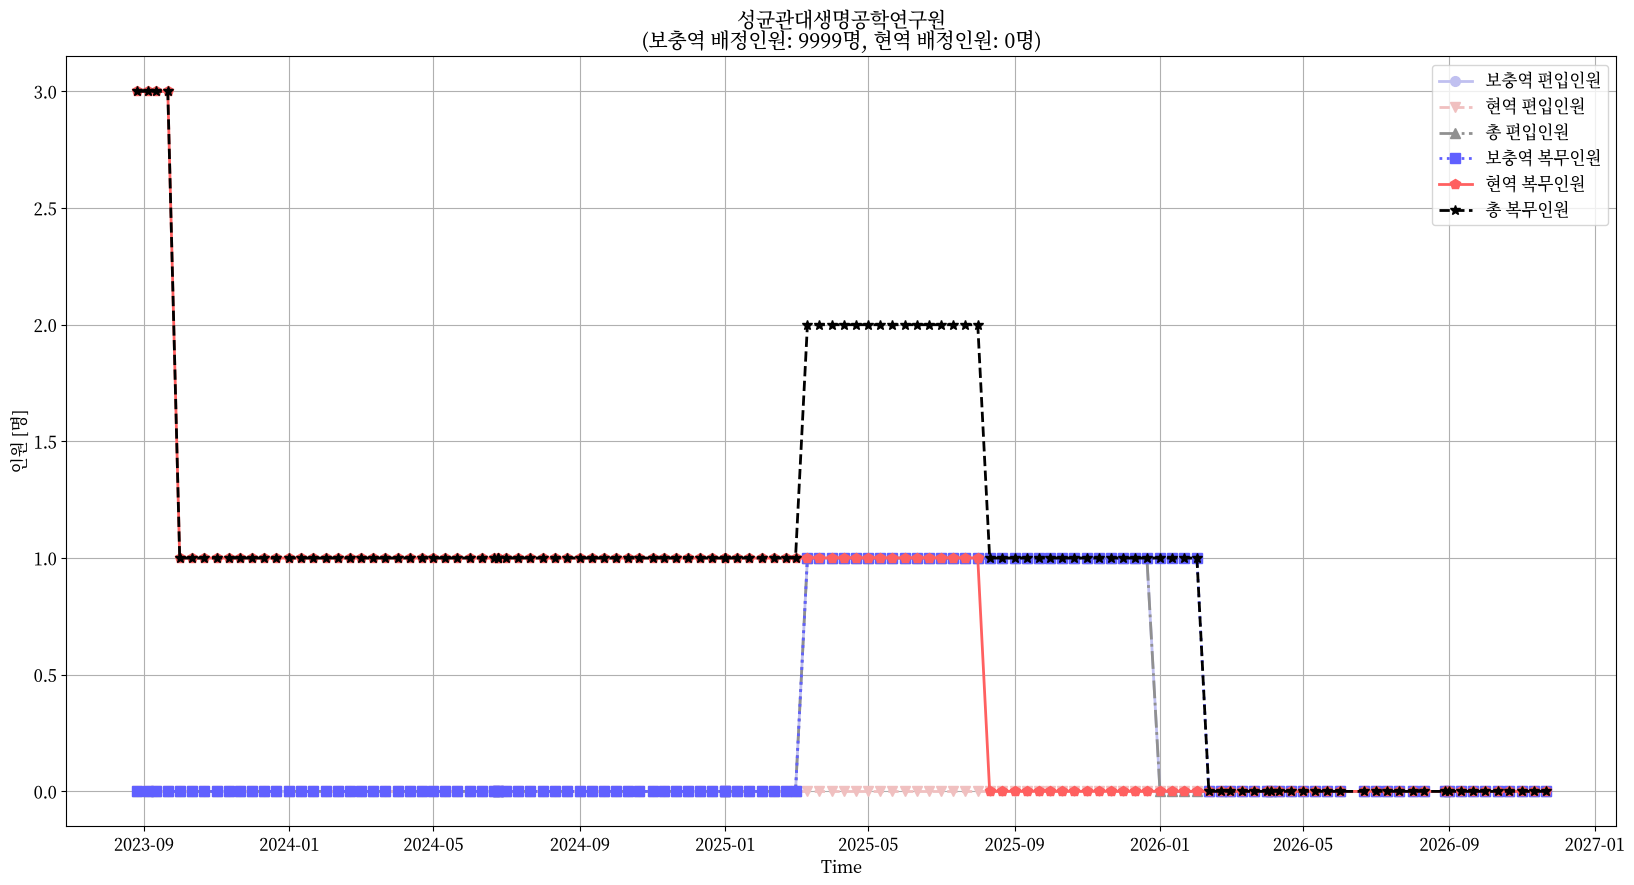 성균관대생명공학연구원
(보충역 배정인원: 9999명, 현역 배정인원: 0명)
보충역 편입인원
현역 편입인원
총 편입인원
보충역 복무인원
현역 복무인원
총 복무인원
인원 [명]
3.0
2.5
2.0
1.5
1.0
0.5
0.0
2023-09
2024-01
2024-05
2024-09
2025-01
2025-05
2025-09
2026-01
2026-05
2026-09
2027-01
Time